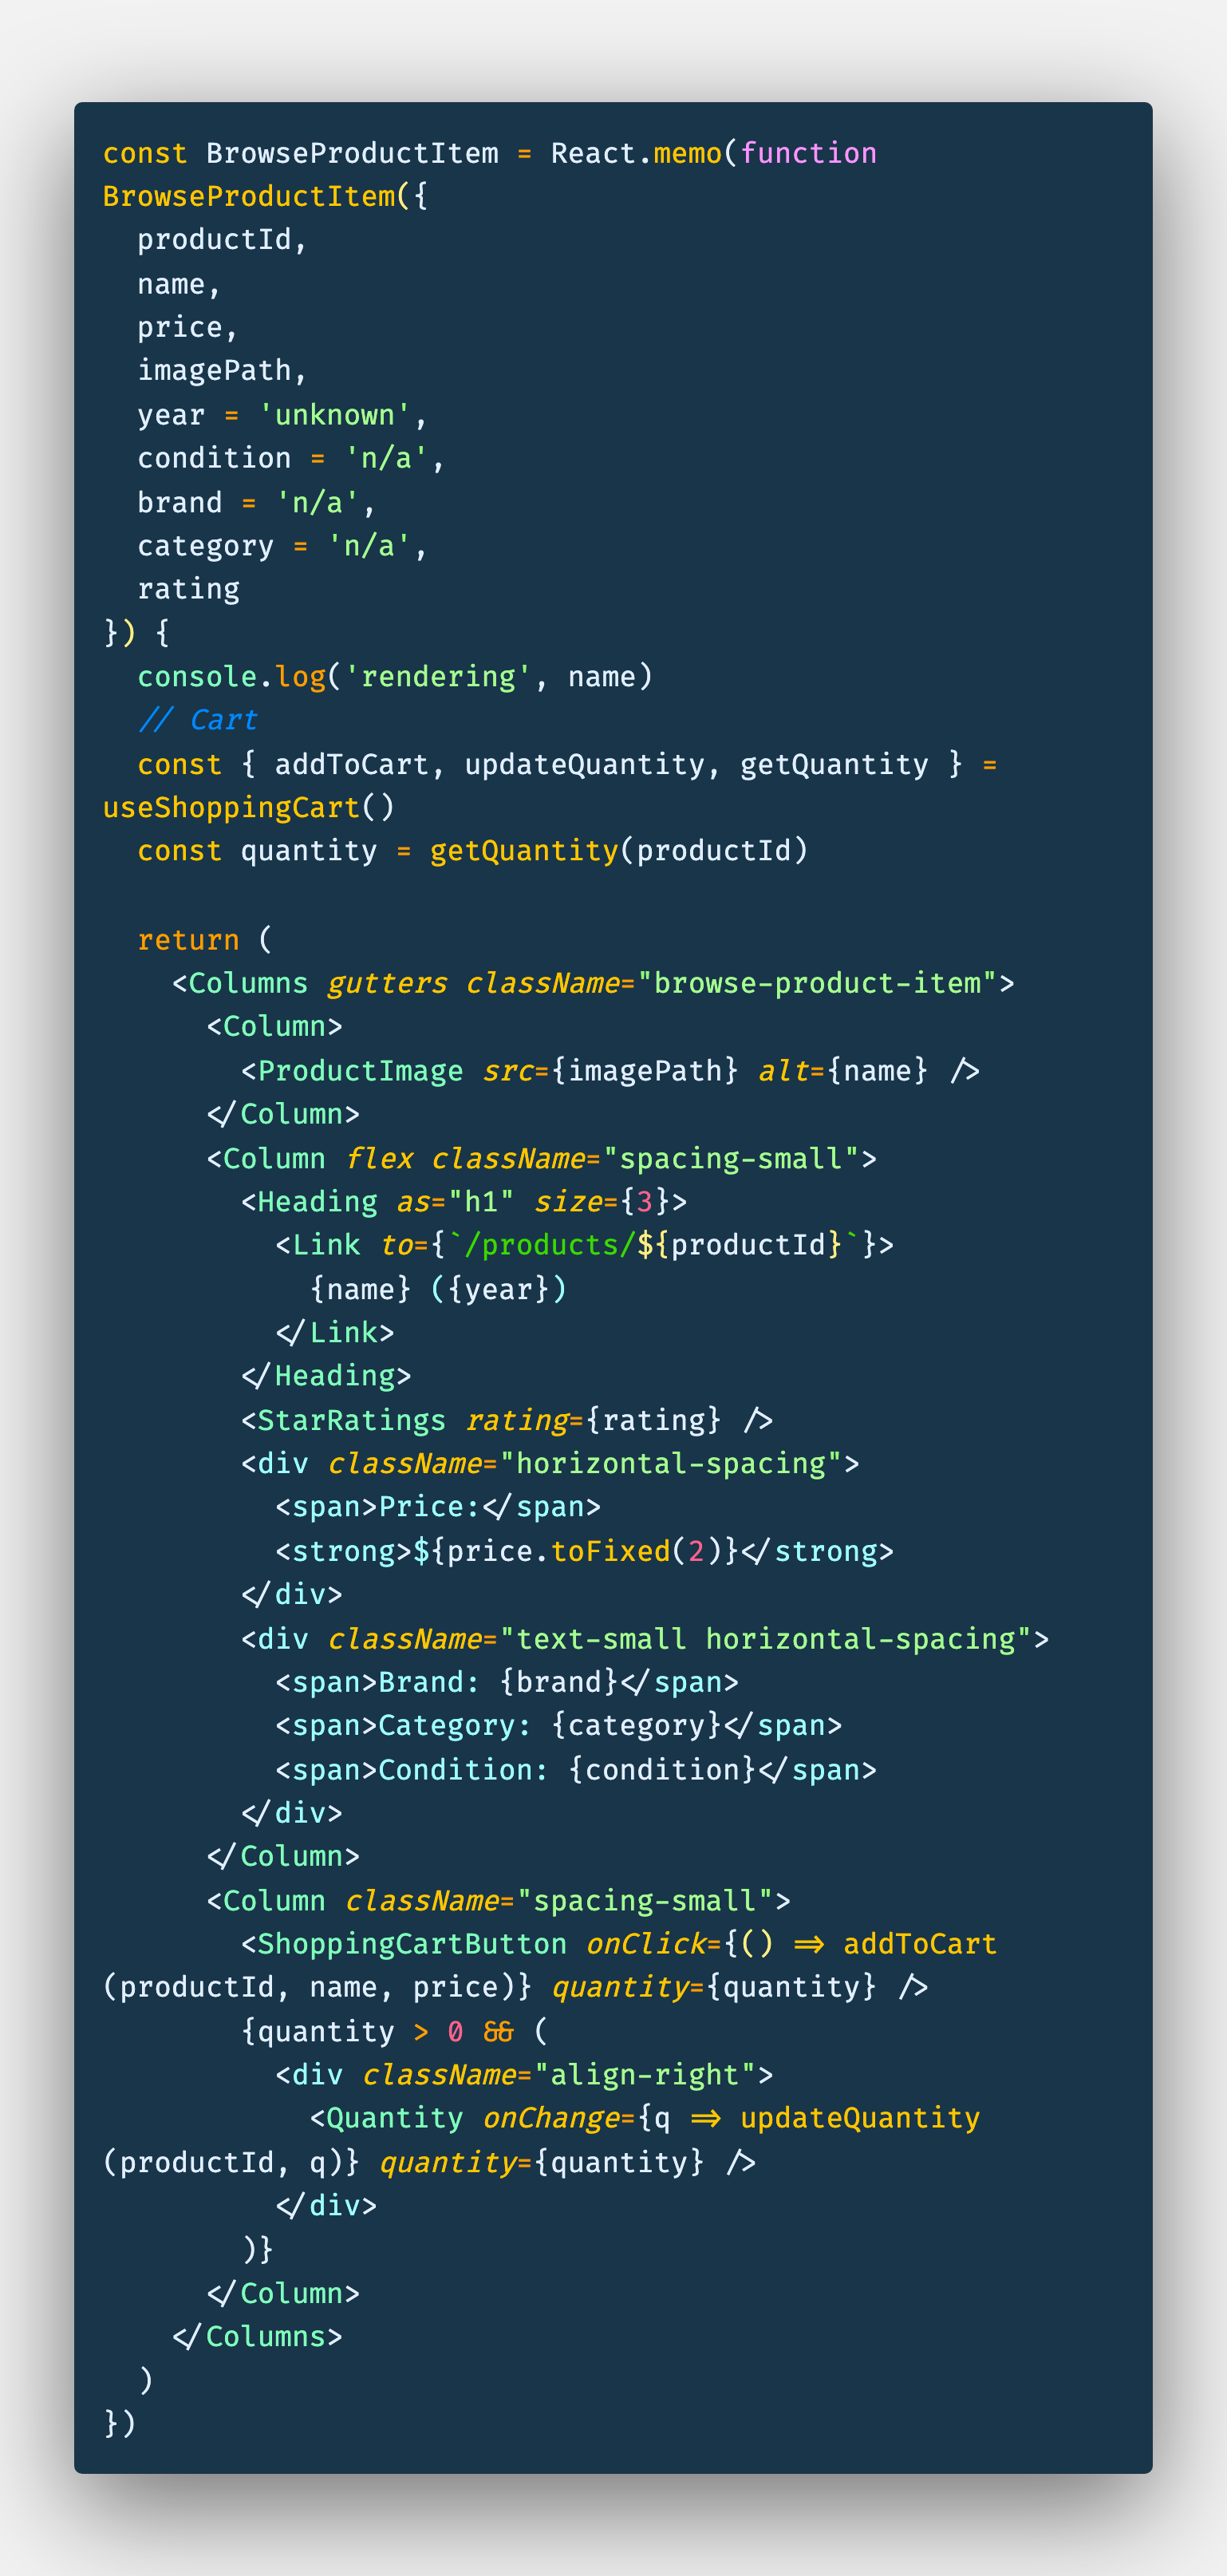 const BrowseProductItem = React.memo(function
BrowseProductItem({
  productId,
  name,
  price,
  imagePath,
  year = 'unknown',
  condition = 'n/a',
  brand = 'n/a',
  category = 'n/a',
  rating
}) {
  console.log('rendering', name)
  // Cart
  const { addToCart, updateQuantity, getQuantity } =
useShoppingCart()
  const quantity = getQuantity(productId)

  return (
    <Columns gutters className="browse-product-item">
      <Column>
        <ProductImage src={imagePath} alt={name} />
      </Column>
      <Column flex className="spacing-small">
        <Heading as="h1" size={3}>
          <Link to={`/products/${productId}`}>
            {name} ({year})
          </Link>
        </Heading>
        <StarRatings rating={rating} />
        <div className="horizontal-spacing">
          <span>Price:</span>
          <strong>${price.toFixed(2)}</strong>
        </div>
        <div className="text-small horizontal-spacing">
          <span>Brand: {brand}</span>
          <span>Category: {category}</span>
          <span>Condition: {condition}</span>
        </div>
      </Column>
      <Column className="spacing-small">
        <ShoppingCartButton onClick={() => addToCart
(productId, name, price)} quantity={quantity} />
        {quantity > 0 && (
          <div className="align-right">
            <Quantity onChange={q => updateQuantity
(productId, q)} quantity={quantity} />
          </div>
        )}
      </Column>
    </Columns>
  )
})